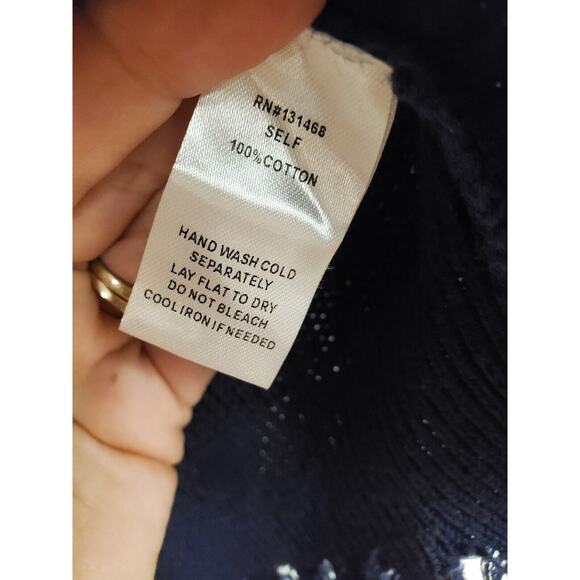 RN#131468
SELF
100%COTTON
HAND WASH COLD
SEPARATELY
LAY FLAT TO DRY
DO NOT BLEACH
COOL IRON IF NEEDED